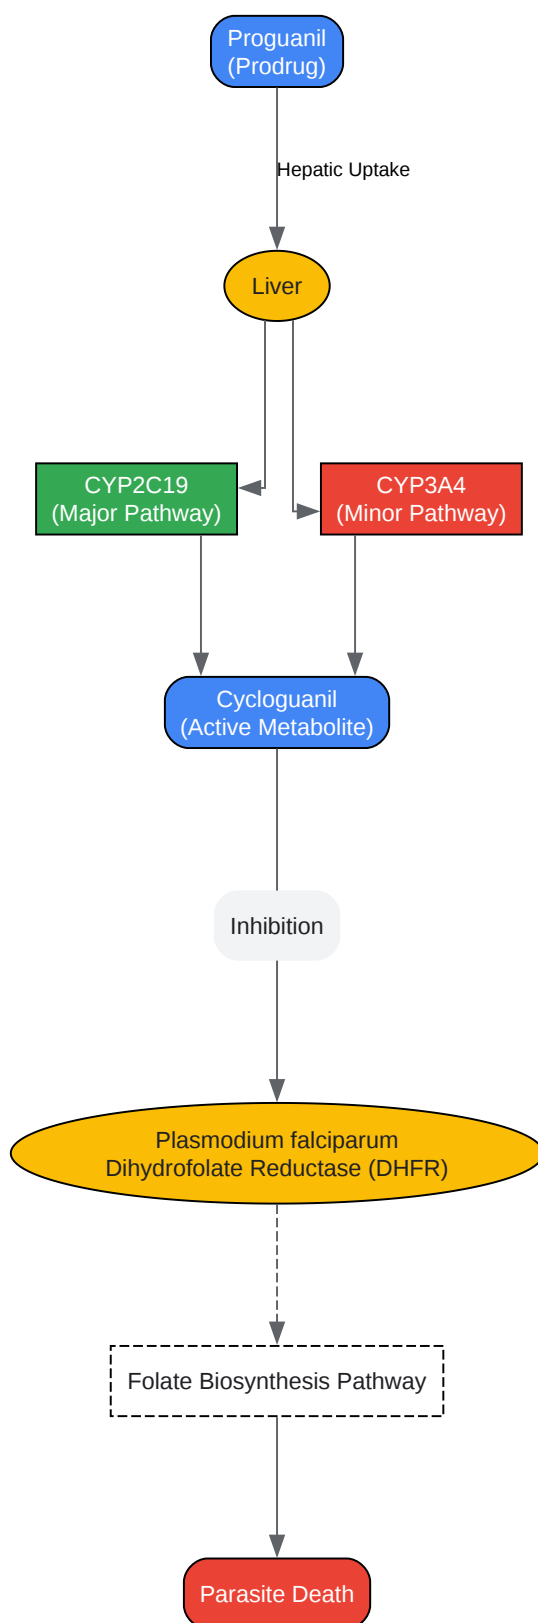 Proguanil
(Prodrug)
Hepatic Uptake
Liver
CYP2C19
(Major Pathway)
CYP3A4
(Minor Pathway)
Cycloguanil
(Active Metabolite)
Inhibition
Plasmodium falciparum
Dihydrofolate Reductase (DHFR)
Folate Biosynthesis Pathway
Parasite Death